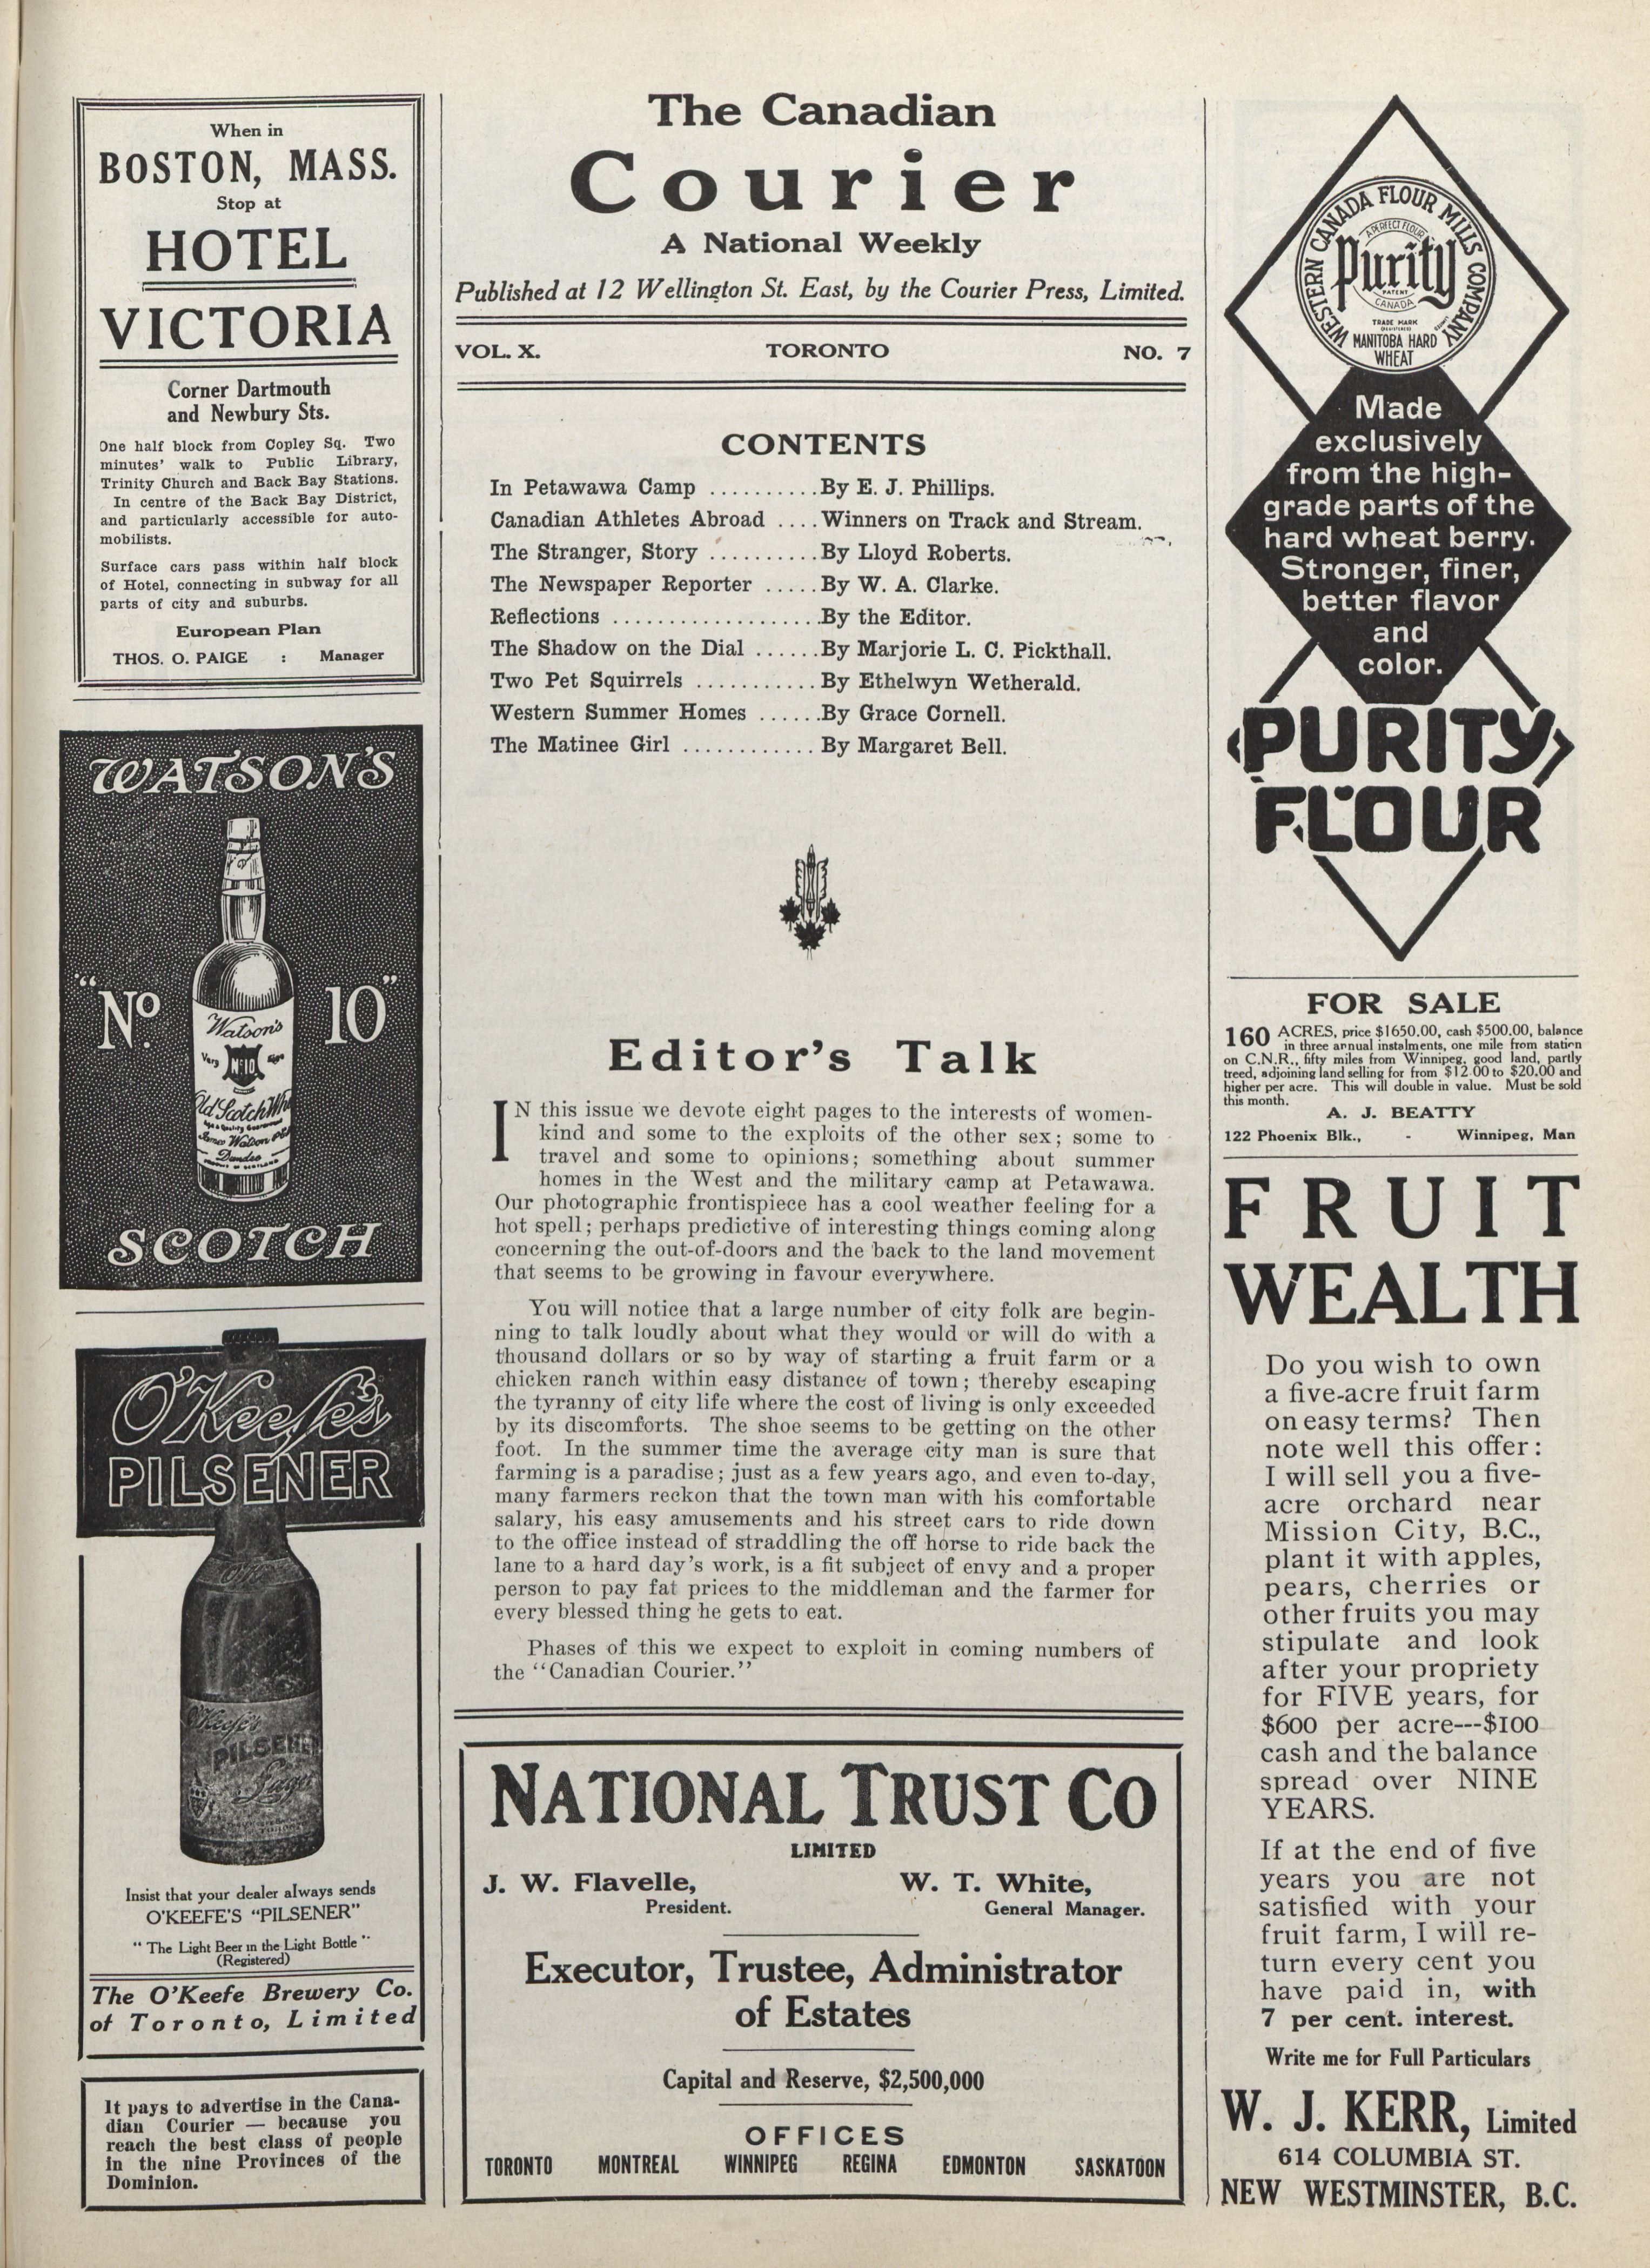 When in
BOSTON, MASS.
Stop at
HOTEL
VICTORIA
Corner Dartmouth
and Newbury Sts.
One half block from Copley Sq. Two
minutes' walk to Public Library,
Trinity Church and Back Bay Stations.
In centre of the Back Bay District,
and particularly accessible for auto-
mobilists.
Surface cars pass within half block
of Hotel, connecting in subway for all
parts of city and suburbs.
European Plan
THOS. O. PAIGE : Manager
WATSON'S
"No. 10"
Watson's
Very
No 10
Old Scotch Whi
James Watson & Co
Dundee
PRODUCT OF SCOTLAND
SCOTCH
O'Keefe's
PILSENER
O'Keefe's
PILSENER
Lager
Insist that your dealer always sends
O'KEEFE'S "PILSENER"
"The Light Beer in the Light Bottle"
(Registered)
The O'Keefe Brewery Co.
of Toronto, Limited
It pays to advertise in the Cana-
dian Courier — because you
reach the best class of people
in the nine Provinces of the
Dominion.
The Canadian
Courier
A National Weekly
Published at 12 Wellington St. East, by the Courier Press, Limited.
VOL. X. TORONTO NO. 7
CONTENTS
In Petawawa Camp ..........By E. J. Phillips.
Canadian Athletes Abroad ....Winners on Track and Stream.
The Stranger, Story ..........By Lloyd Roberts.
The Newspaper Reporter .....By W. A. Clarke.
Reflections ...................By the Editor.
The Shadow on the Dial ......By Marjorie L. C. Pickthall.
Two Pet Squirrels ...........By Ethelwyn Wetherald.
Western Summer Homes ......By Grace Cornell.
The Matinee Girl ............By Margaret Bell.
Editor's Talk
IN this issue we devote eight pages to the interests of women-
kind and some to the exploits of the other sex; some to
travel and some to opinions; something about summer
homes in the West and the military camp at Petawawa.
Our photographic frontispiece has a cool weather feeling for a
hot spell; perhaps predictive of interesting things coming along
concerning the out-of-doors and the back to the land movement
that seems to be growing in favour everywhere.
You will notice that a large number of city folk are begin-
ning to talk loudly about what they would or will do with a
thousand dollars or so by way of starting a fruit farm or a
chicken ranch within easy distance of town; thereby escaping
the tyranny of city life where the cost of living is only exceeded
by its discomforts. The shoe seems to be getting on the other
foot. In the summer time the average city man is sure that
farming is a paradise; just as a few years ago, and even to-day,
many farmers reckon that the town man with his comfortable
salary, his easy amusements and his street cars to ride down
to the office instead of straddling the off horse to ride back the
lane to a hard day's work, is a fit subject of envy and a proper
person to pay fat prices to the middleman and the farmer for
every blessed thing he gets to eat.
Phases of this we expect to exploit in coming numbers of
the "Canadian Courier."
NATIONAL TRUST CO
LIMITED
J. W. Flavelle, W. T. White,
President. General Manager.
Executor, Trustee, Administrator
of Estates
Capital and Reserve, $2,500,000
OFFICES
TORONTO MONTREAL WINNIPEG REGINA EDMONTON SASKATOON
WESTERN CANADA FLOUR MILLS COMPANY
A PERFECT FLOUR
Purity
PATENT
CANADA
TRADE MARK
(REGISTERED)
MANITOBA HARD
WHEAT
Made
exclusively
from the high-
grade parts of the
hard wheat berry.
Stronger, finer,
better flavor
and
color.
PURITY
FLOUR
FOR SALE
160 ACRES, price $1650.00, cash $500.00, balance
in three annual instalments, one mile from station
on C.N.R., fifty miles from Winnipeg, good land, partly
treed, adjoining land selling for from $12.00 to $20.00 and
higher per acre. This will double in value. Must be sold
this month.
A. J. BEATTY
122 Phoenix Blk., - Winnipeg, Man
FRUIT
WEALTH
Do you wish to own
a five-acre fruit farm
on easy terms? Then
note well this offer:
I will sell you a five-
acre orchard near
Mission City, B.C.,
plant it with apples,
pears, cherries or
other fruits you may
stipulate and look
after your propriety
for FIVE years, for
$600 per acre---$100
cash and the balance
spread over NINE
YEARS.
If at the end of five
years you are not
satisfied with your
fruit farm, I will re-
turn every cent you
have paid in, with
7 per cent. interest.
Write me for Full Particulars
W. J. KERR, Limited
614 COLUMBIA ST.
NEW WESTMINSTER, B.C.